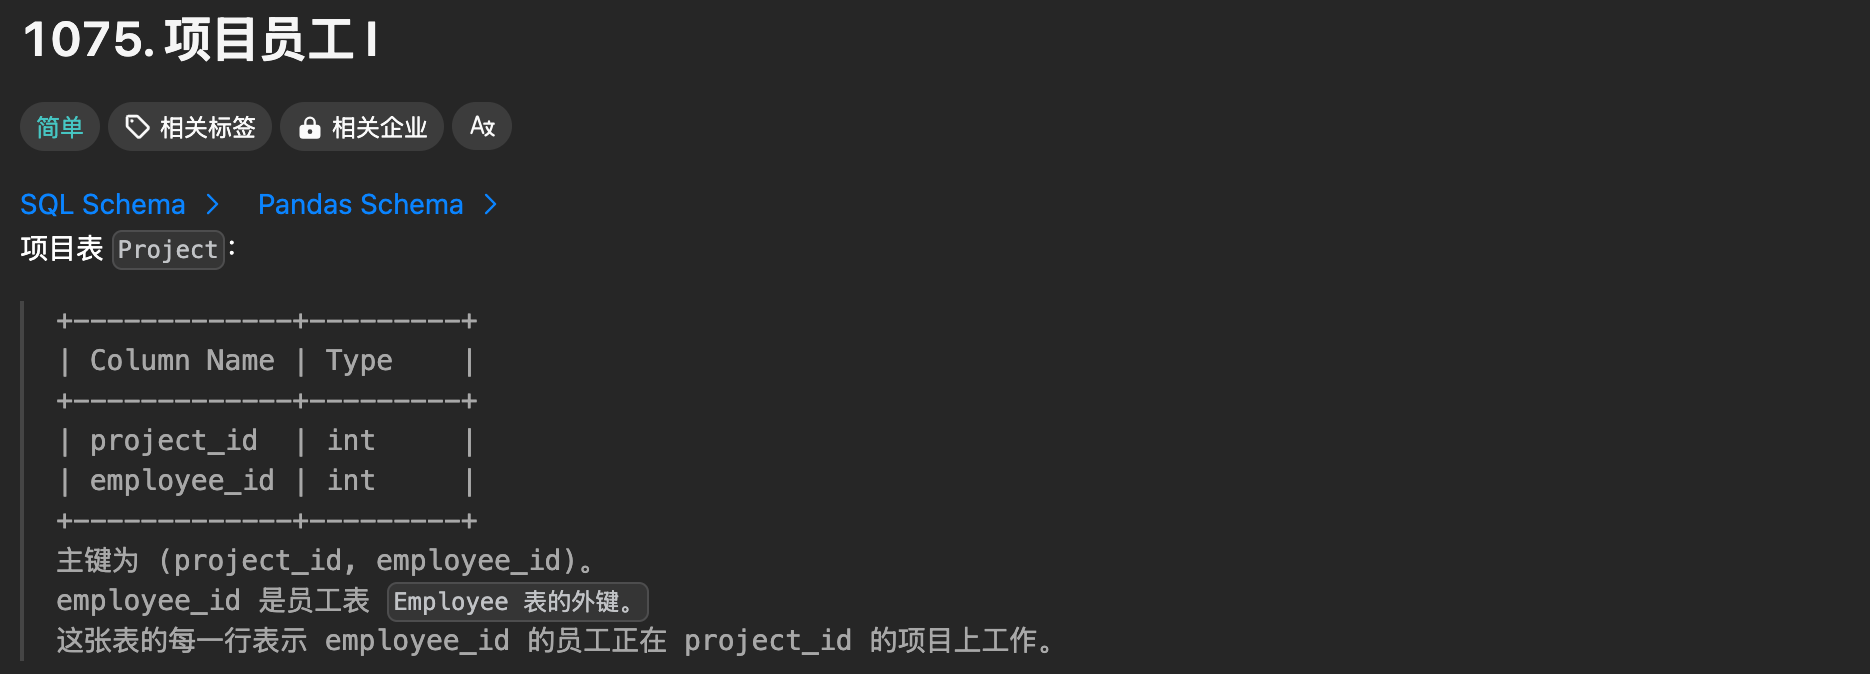 1075. 项目员工 I
简单 相关标签 相关企业 A文
SQL Schema > Pandas Schema >
项目表 Project：
+-------------+---------+
| Column Name | Type    |
+-------------+---------+
| project_id  | int     |
| employee_id | int     |
+-------------+---------+
主键为 (project_id, employee_id)。
employee_id 是员工表 Employee 表的外键。
这张表的每一行表示 employee_id 的员工正在 project_id 的项目上工作。